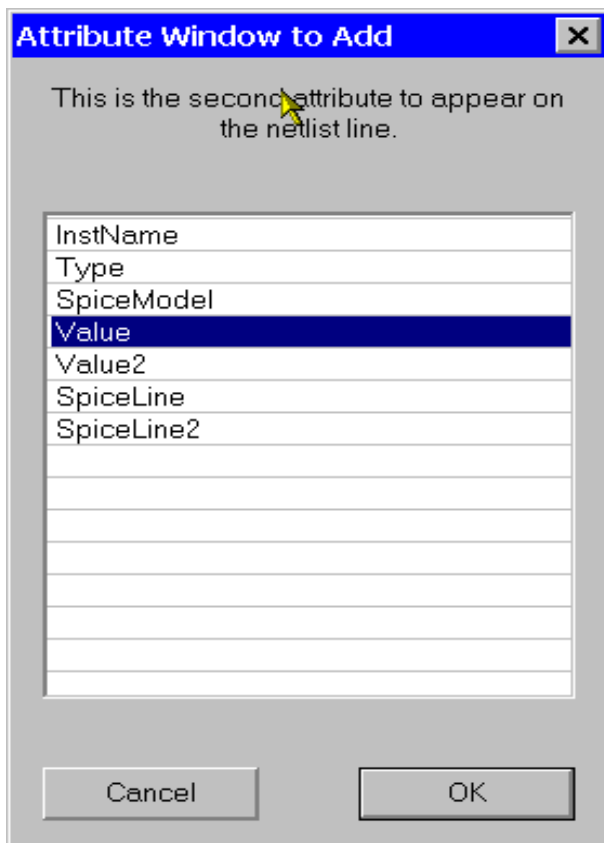 Attribute Window to Add
This is the second attribute to appear on
the netlist line.
InstName
Type
SpiceModel
Value
Value2
SpiceLine
SpiceLine2
Cancel
OK